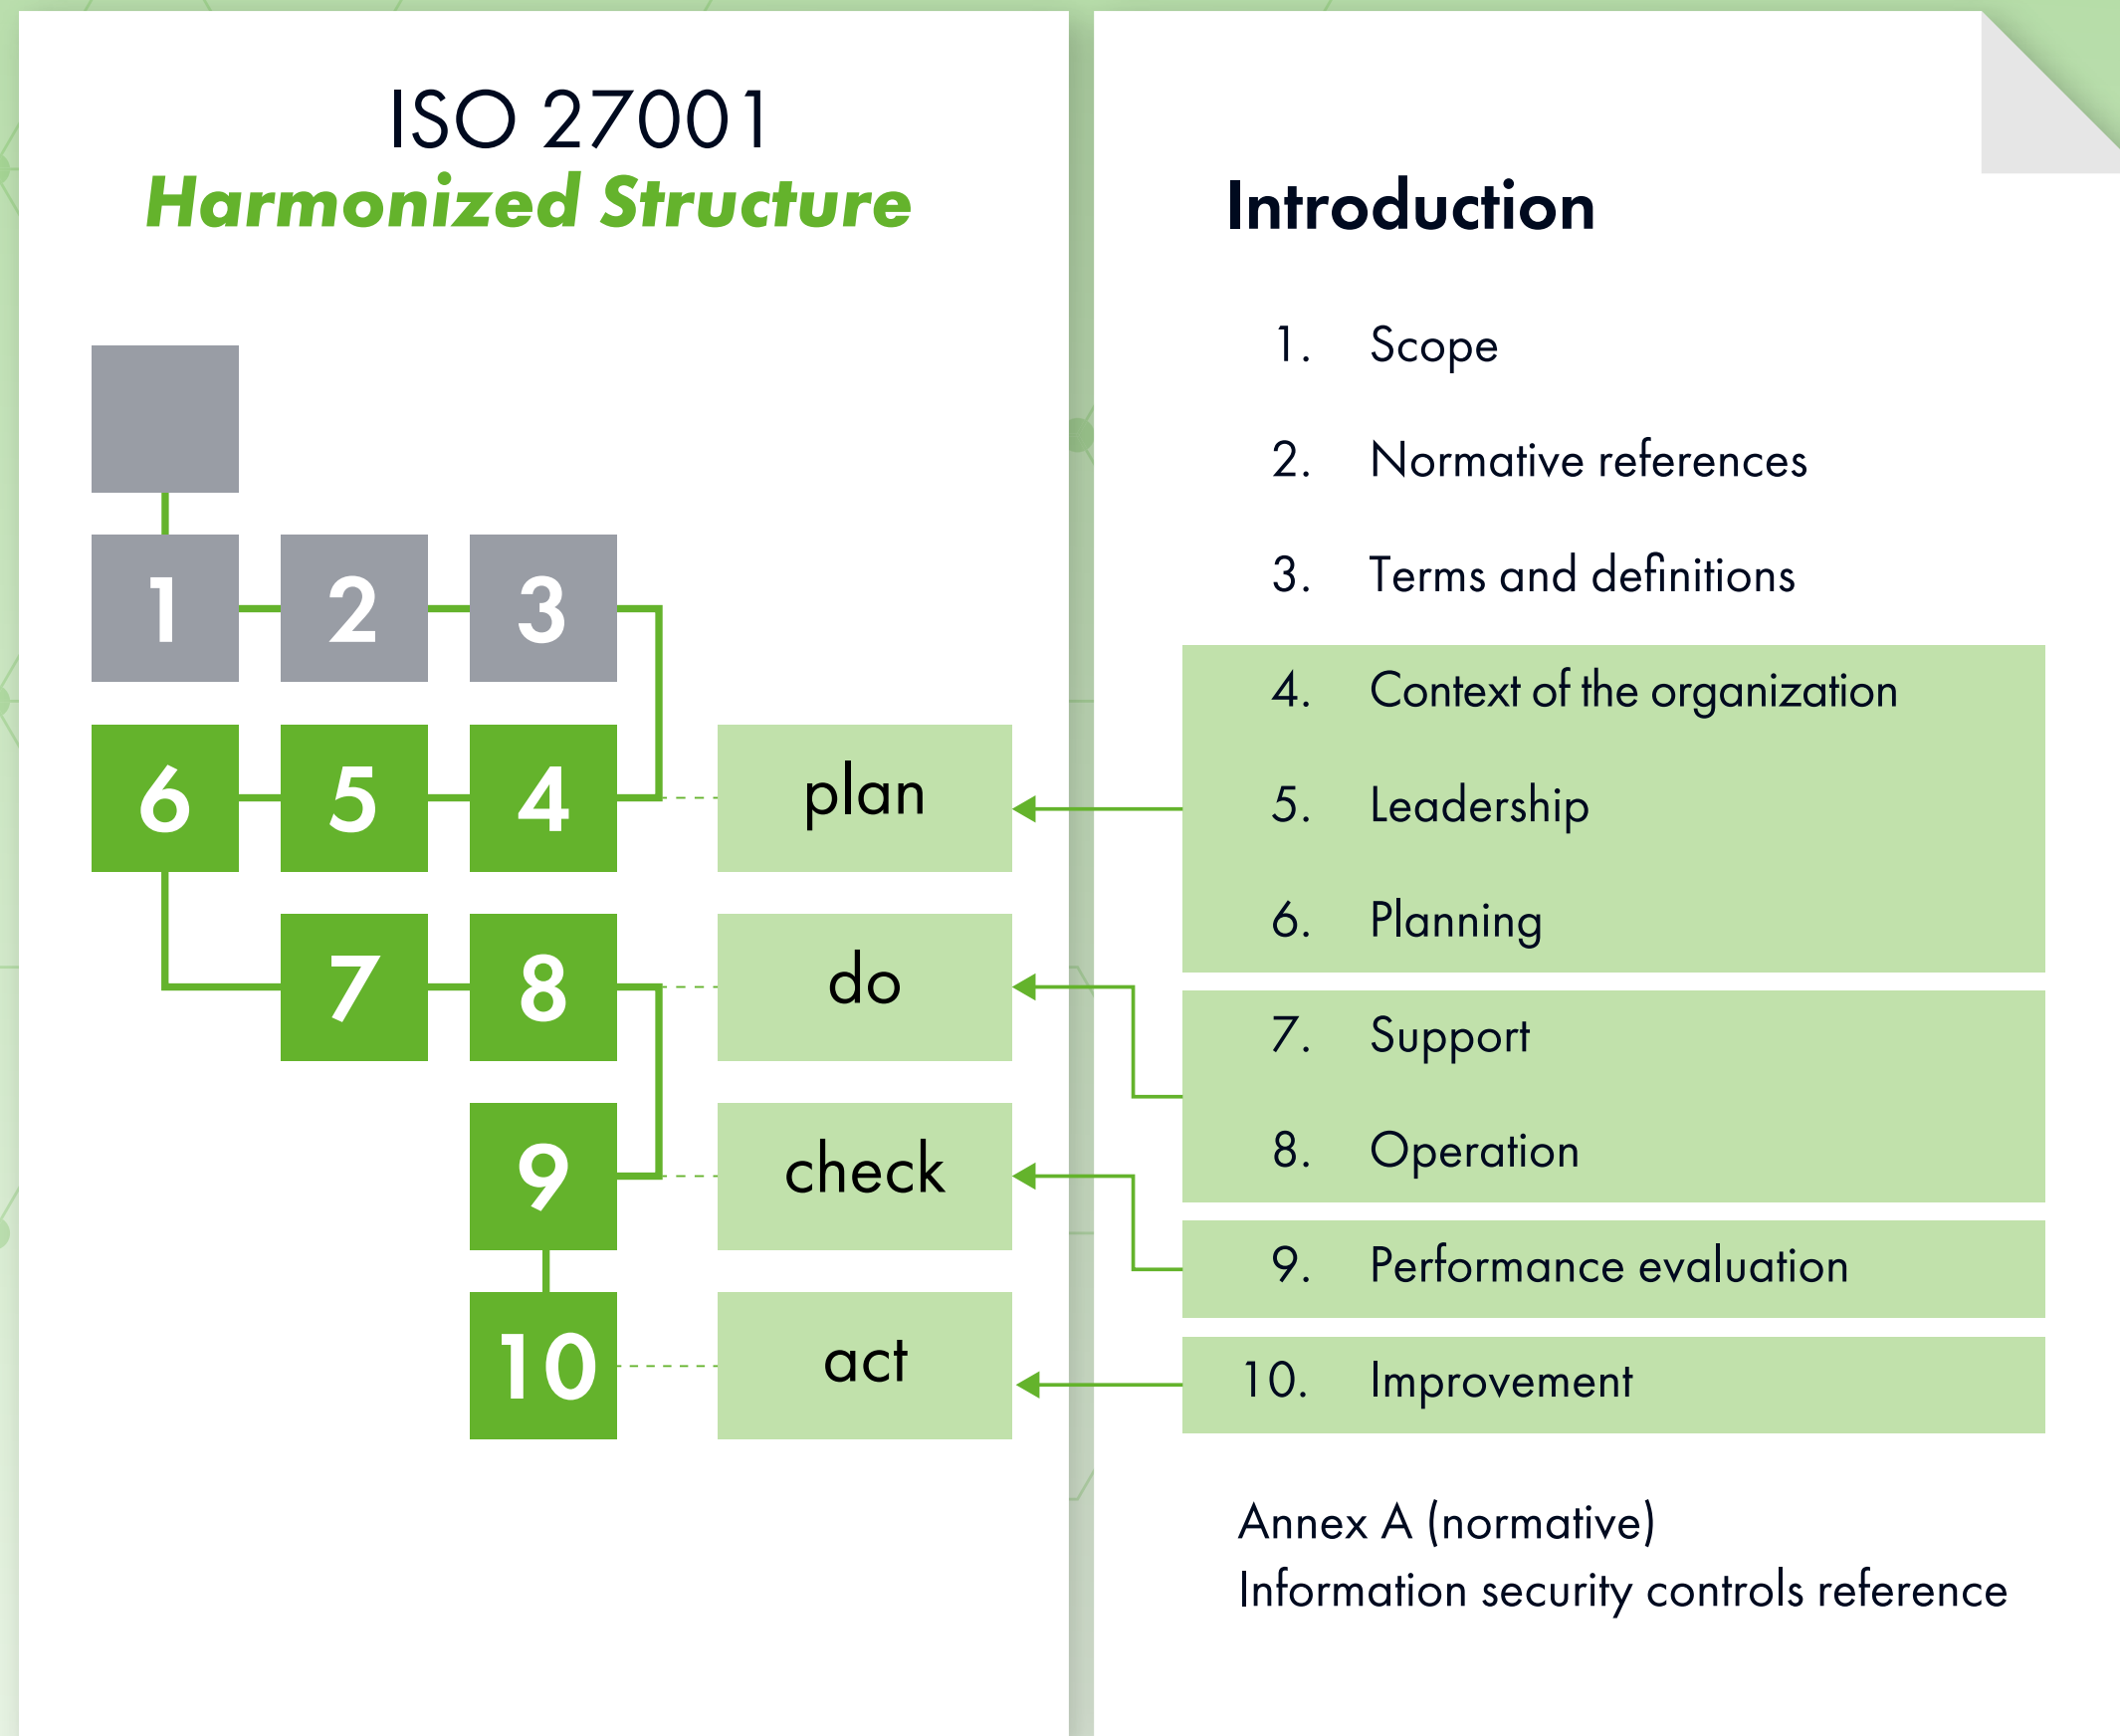 ISO 27001
Harmonized Structure
1 2 3
6 5 4 plan
7 8 do
9 check
10 act
Introduction
1. Scope
2. Normative references
3. Terms and definitions
4. Context of the organization
5. Leadership
6. Planning
7. Support
8. Operation
9. Performance evaluation
10. Improvement
Annex A (normative)
Information security controls reference